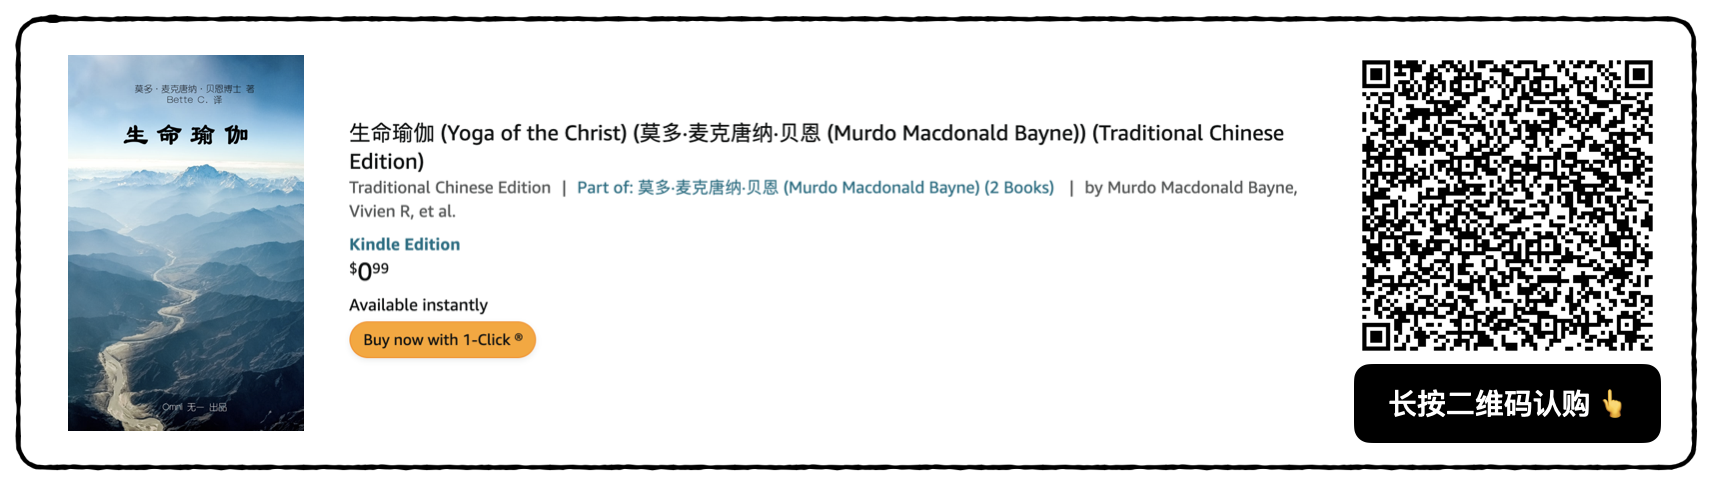 莫多·麦克唐纳·贝恩博士 著
Bette C. 译
生命瑜伽
Omni 无一 出品
生命瑜伽 (Yoga of the Christ) (莫多·麦克唐纳·贝恩 (Murdo Macdonald Bayne)) (Traditional Chinese
Edition)
Traditional Chinese Edition | Part of: 莫多·麦克唐纳·贝恩 (Murdo Macdonald Bayne) (2 Books) | by Murdo Macdonald Bayne,
Vivien R, et al.
Kindle Edition
$0.99
Available instantly
Buy now with 1-Click ®
长按二维码认购 👆